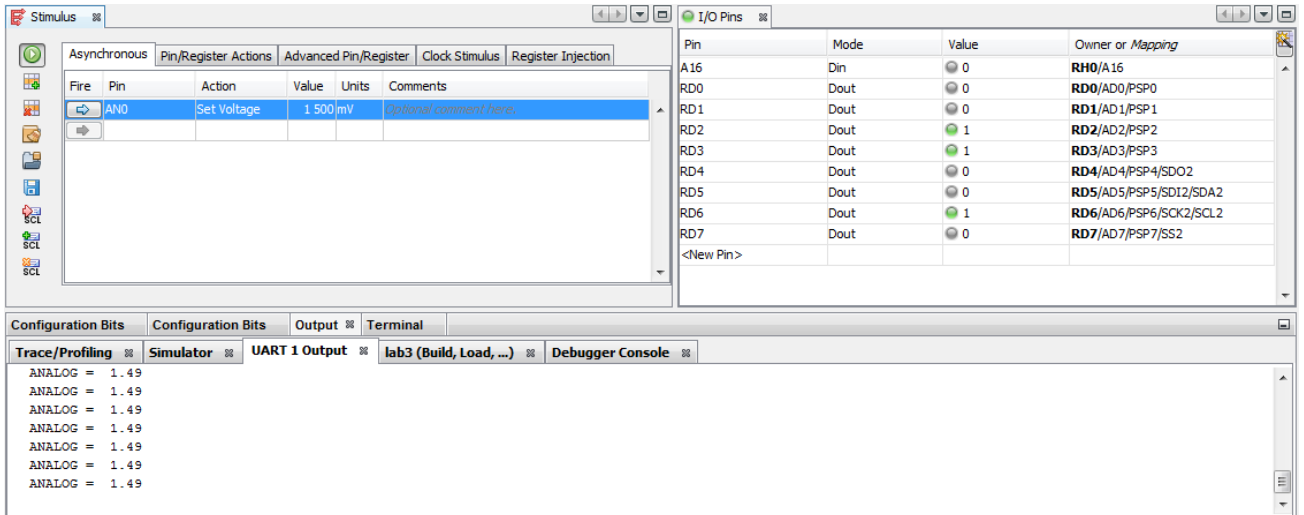 Stimulus
Asynchronous Pin/Register Actions Advanced Pin/Register Clock Stimulus Register Injection
Fire Pin Action Value Units Comments
AN0 Set Voltage 1 500 mV Optional comment here.
SCL
SCL
SCL
I/O Pins
Pin Mode Value Owner or Mapping
A16 Din 0 RH0/A16
RD0 Dout 0 RD0/AD0/PSP0
RD1 Dout 0 RD1/AD1/PSP1
RD2 Dout 1 RD2/AD2/PSP2
RD3 Dout 1 RD3/AD3/PSP3
RD4 Dout 0 RD4/AD4/PSP4/SDO2
RD5 Dout 0 RD5/AD5/PSP5/SDI2/SDA2
RD6 Dout 1 RD6/AD6/PSP6/SCK2/SCL2
RD7 Dout 0 RD7/AD7/PSP7/SS2
<New Pin>
Configuration Bits Configuration Bits Output Terminal
Trace/Profiling Simulator UART 1 Output lab3 (Build, Load, ...) Debugger Console
ANALOG = 1.49
ANALOG = 1.49
ANALOG = 1.49
ANALOG = 1.49
ANALOG = 1.49
ANALOG = 1.49
ANALOG = 1.49